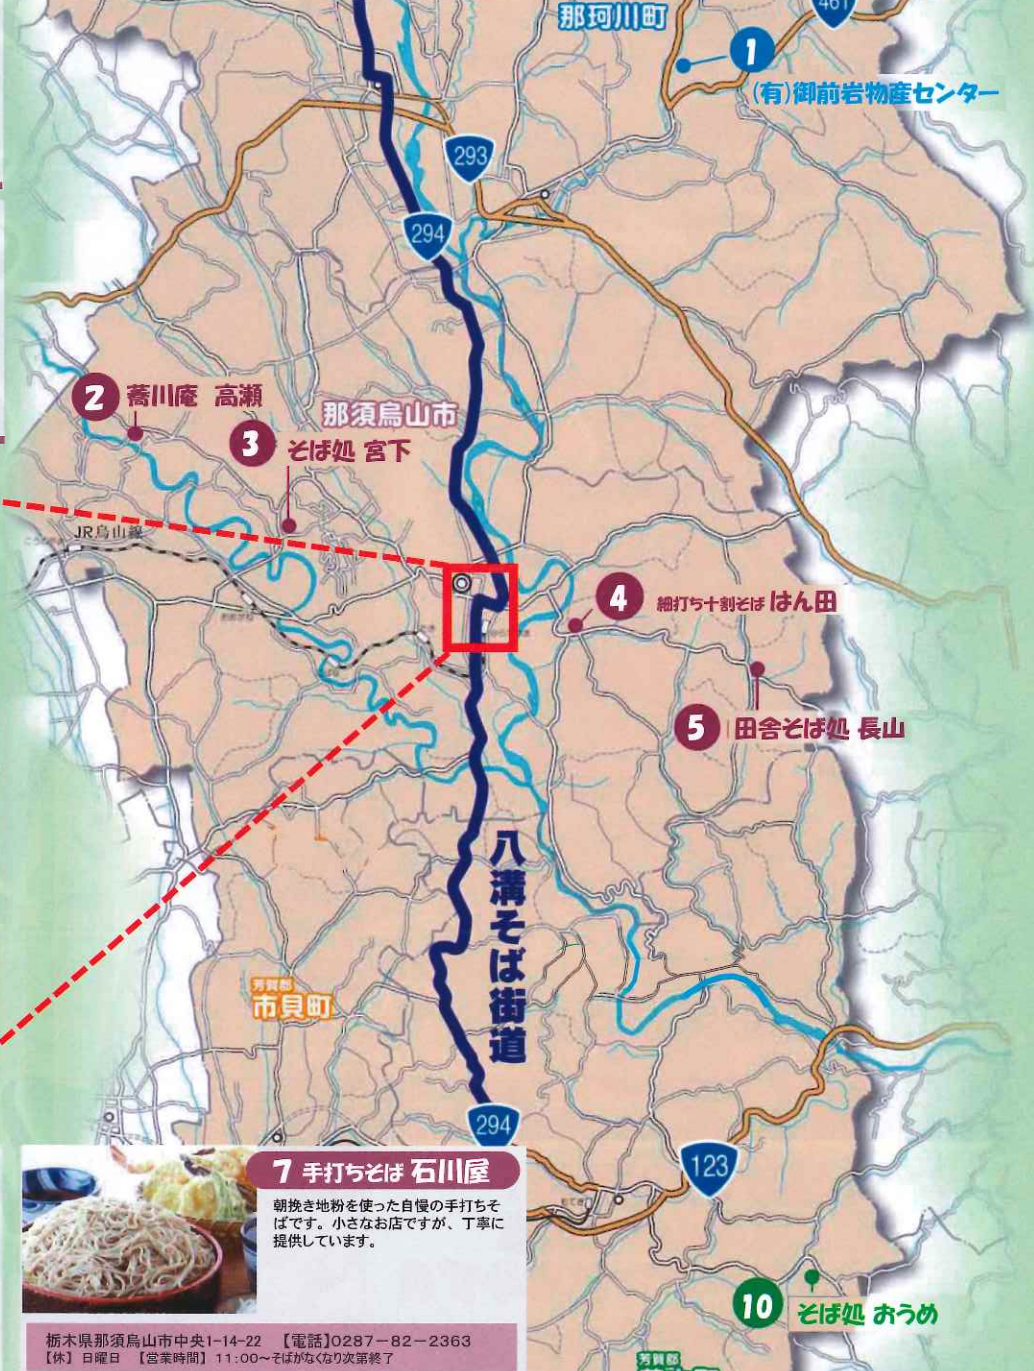 461
那珂川町
1
(有)御前岩物産センター
293
294
2 蕎川庵 高瀬
那須烏山市
3 そば処 宮下
JR烏山線
4 細打ち十割そば はん田
5 田舎そば処 長山
八溝そば街道
芳賀郡
市貝町
294
123
7 手打ちそば 石川屋
朝挽き地粉を使った自慢の手打ちそ
ばです。小さなお店ですが、丁寧に
提供しています。
10 そば処 おうめ
栃木県那須烏山市中央1-14-22 【電話】0287-82-2363
【休】日曜日 【営業時間】11:00~そばがなくなり次第終了
芳賀郡